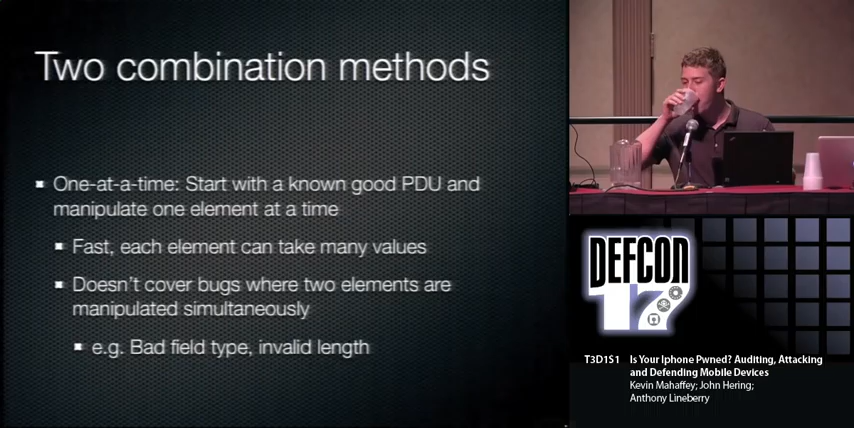 Two combination methods
One-at-a-time: Start with a known good PDU and
manipulate one element at a time
Fast, each element can take many values
Doesn't cover bugs where two elements are
manipulated simultaneously
e.g. Bad field type, invalid length
DEFCON
17
T3D1S1 Is Your Iphone Pwned? Auditing, Attacking
and Defending Mobile Devices
Kevin Mahaffey; John Hering;
Anthony Lineberry